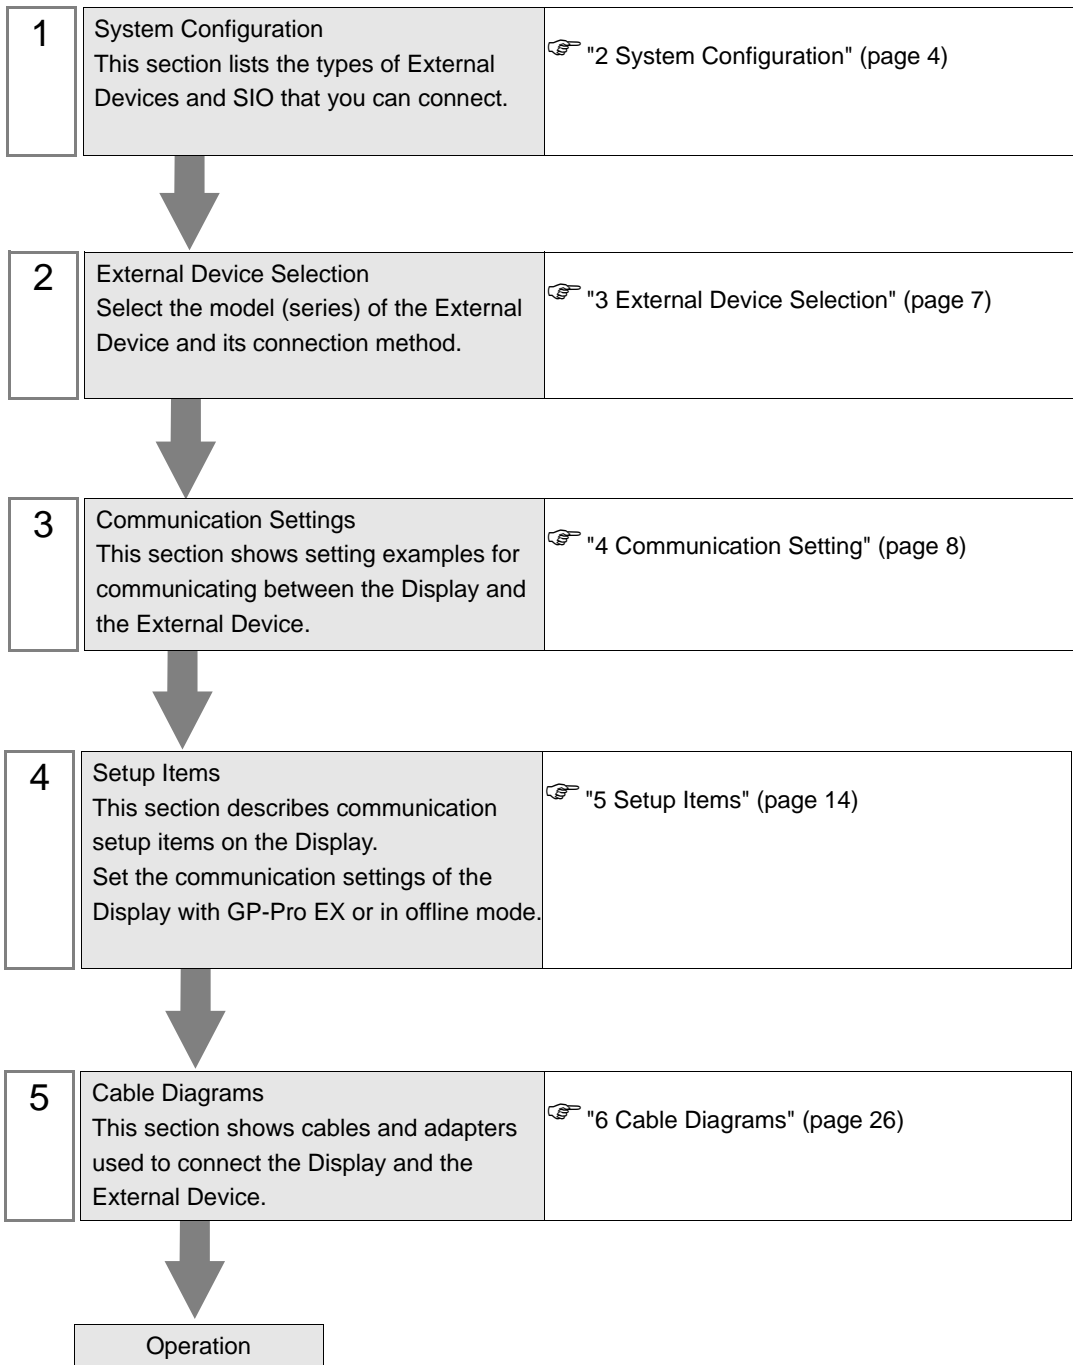 1
System Configuration
This section lists the types of External
Devices and SIO that you can connect.
"2 System Configuration" (page 4)
2
External Device Selection
Select the model (series) of the External
Device and its connection method.
"3 External Device Selection" (page 7)
3
Communication Settings
This section shows setting examples for
communicating between the Display and
the External Device.
"4 Communication Setting" (page 8)
4
Setup Items
This section describes communication
setup items on the Display.
Set the communication settings of the
Display with GP-Pro EX or in offline mode.
"5 Setup Items" (page 14)
5
Cable Diagrams
This section shows cables and adapters
used to connect the Display and the
External Device.
"6 Cable Diagrams" (page 26)
Operation